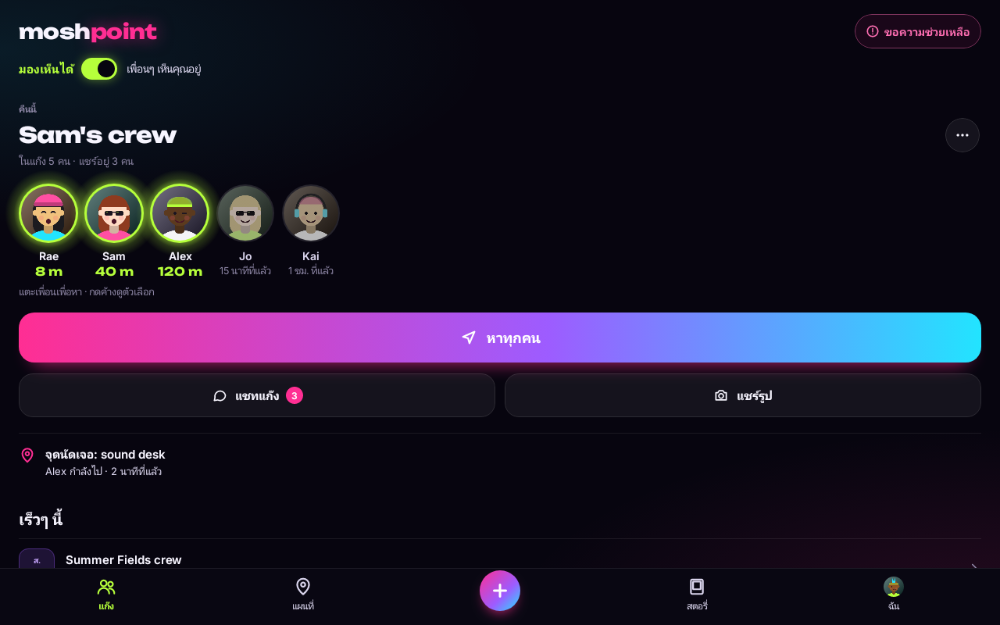 moshpoint
ขอความช่วยเหลือ
มองเห็นได้
เพื่อนๆ เห็นคุณอยู่
คืนนี้
Sam's crew
ในแก๊ง 5 คน · แชร์อยู่ 3 คน
Rae
8 m
Sam
40 m
Alex
120 m
Jo
15 นาทีที่แล้ว
Kai
1 ชม. ที่แล้ว
แตะเพื่อนเพื่อหา · กดค้างดูตัวเลือก
หาทุกคน
แชทแก๊ง 3
แชร์รูป
จุดนัดเจอ: sound desk
Alex กำลังไป · 2 นาทีที่แล้ว
เร็วๆ นี้
ส.
Summer Fields crew
แก๊ง
แผนที่
สตอรี่
ฉัน